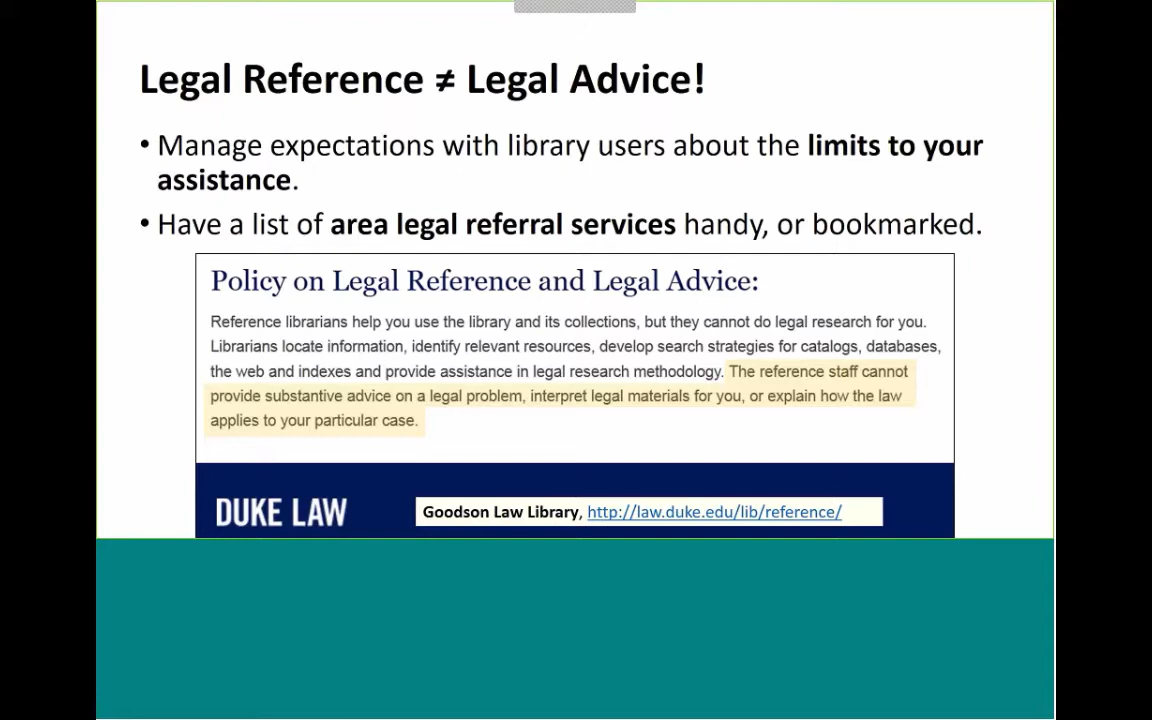 Legal Reference ≠ Legal Advice!
• Manage expectations with library users about the limits to your
assistance.
• Have a list of area legal referral services handy, or bookmarked.
Policy on Legal Reference and Legal Advice:
Reference librarians help you use the library and its collections, but they cannot do legal research for you.
Librarians locate information, identify relevant resources, develop search strategies for catalogs, databases,
the web and indexes and provide assistance in legal research methodology. The reference staff cannot
provide substantive advice on a legal problem, interpret legal materials for you, or explain how the law
applies to your particular case.
DUKE LAW
Goodson Law Library, http://law.duke.edu/lib/reference/